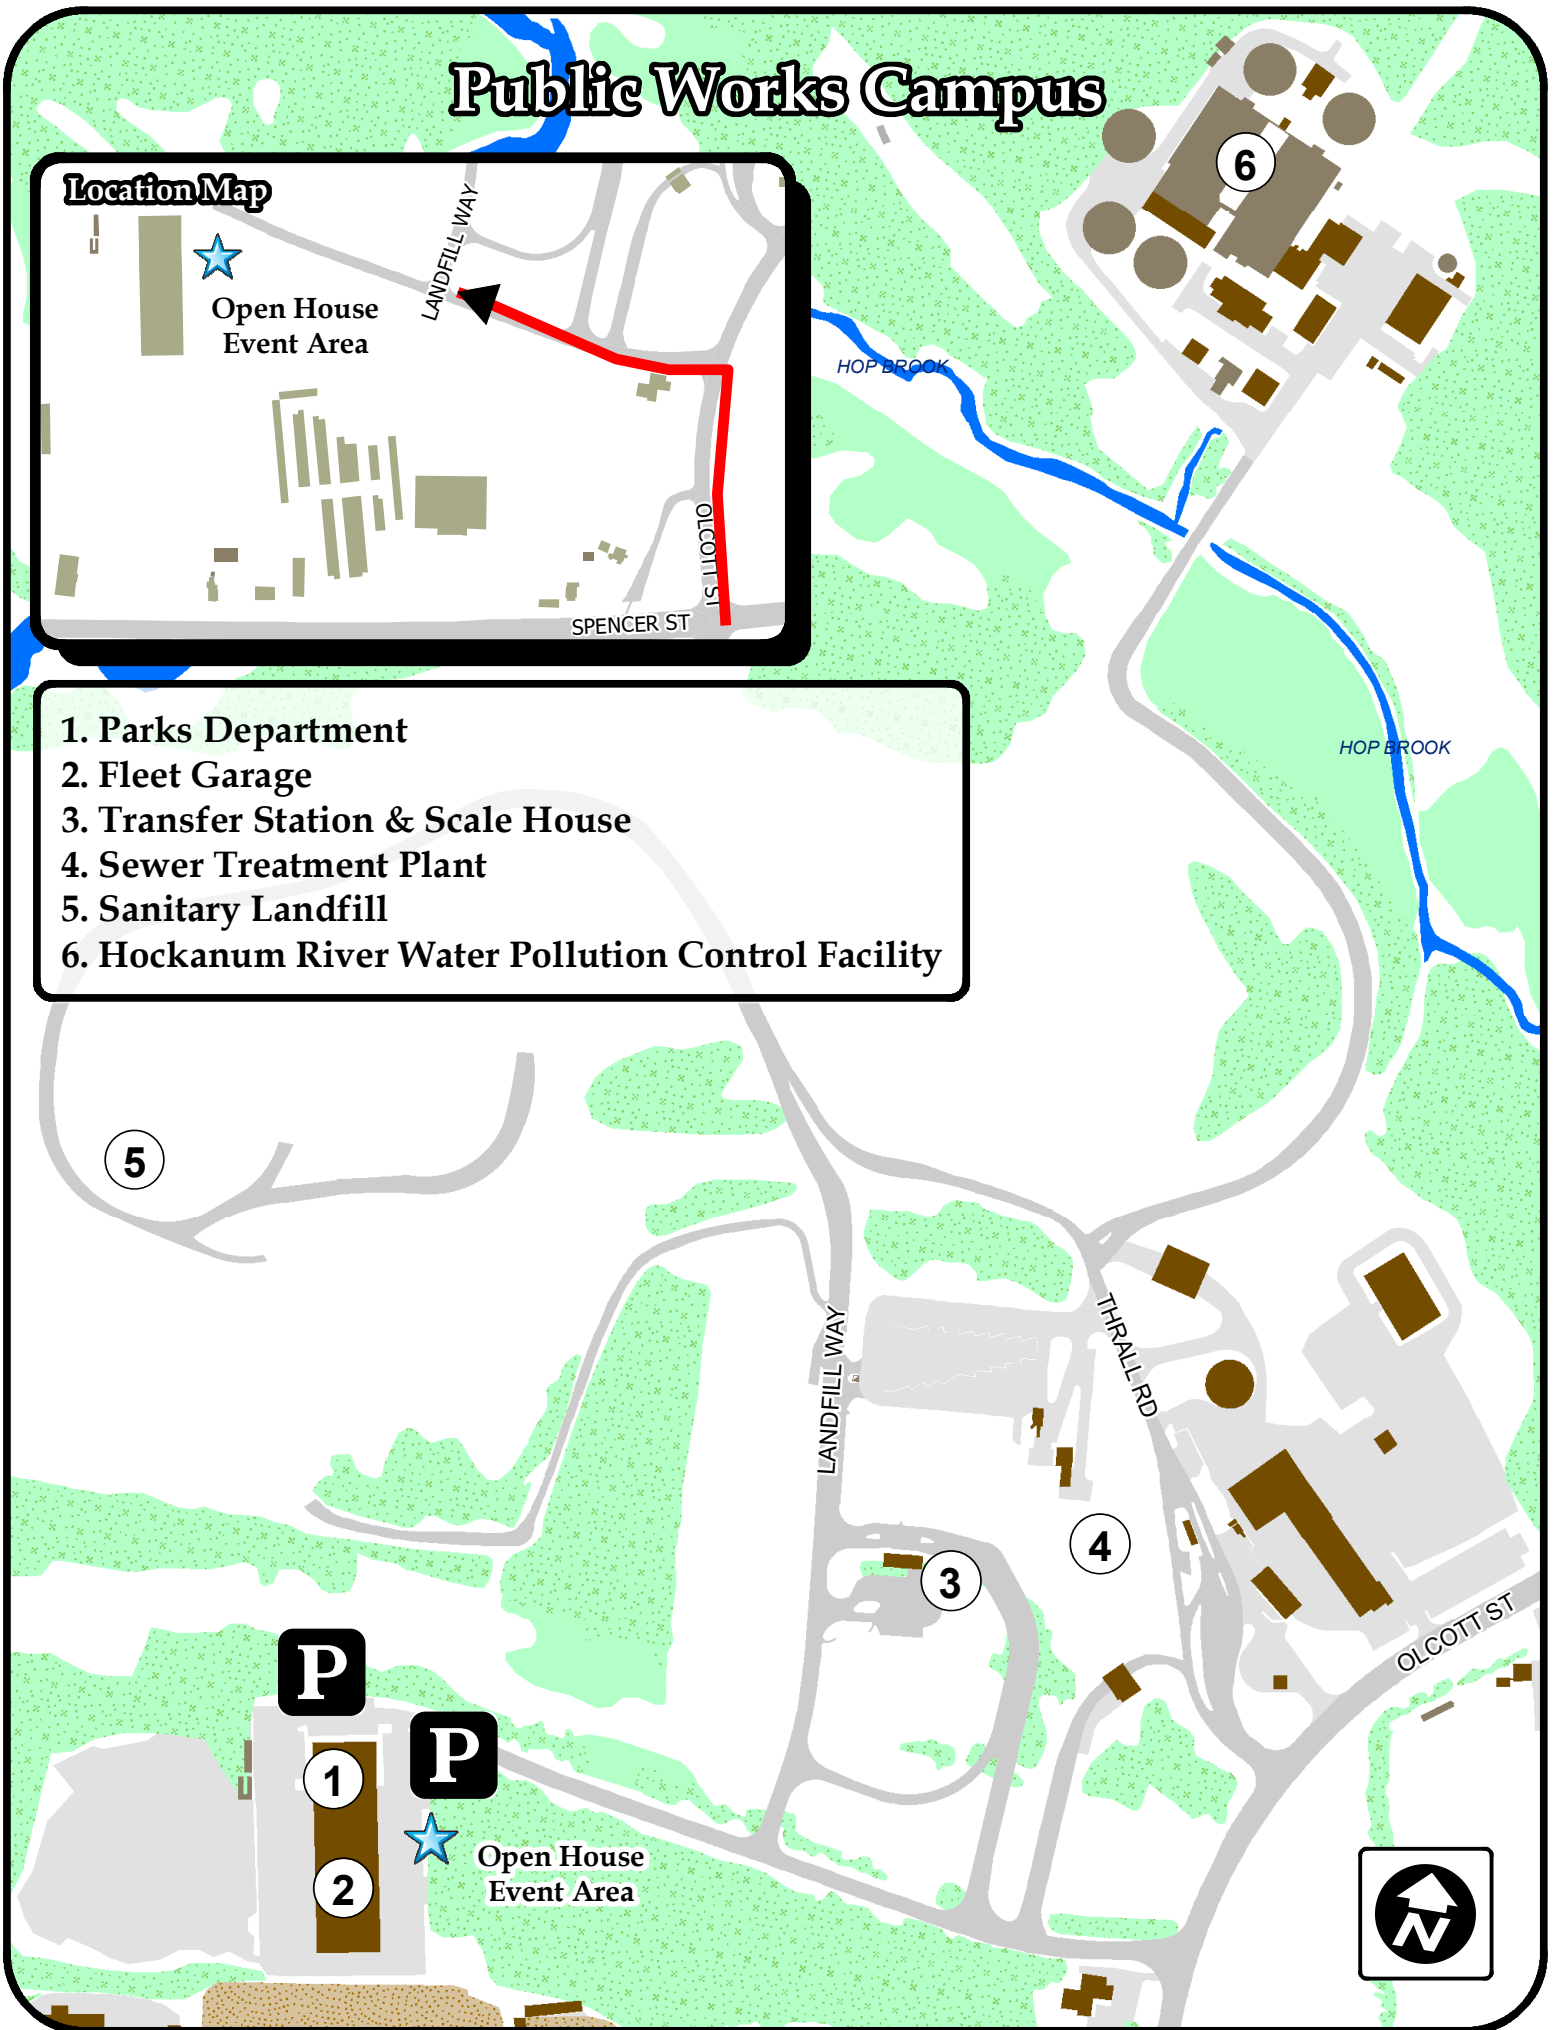 Public Works Campus
Location Map
LANDFILL WAY
Open House
Event Area
OLCOTT ST
SPENCER ST
6
HOP BROOK
HOP BROOK
1. Parks Department
2. Fleet Garage
3. Transfer Station & Scale House
4. Sewer Treatment Plant
5. Sanitary Landfill
6. Hockanum River Water Pollution Control Facility
5
LANDFILL WAY
THRALL RD
4
3
OLCOTT ST
P
P
1
2
Open House
Event Area
N